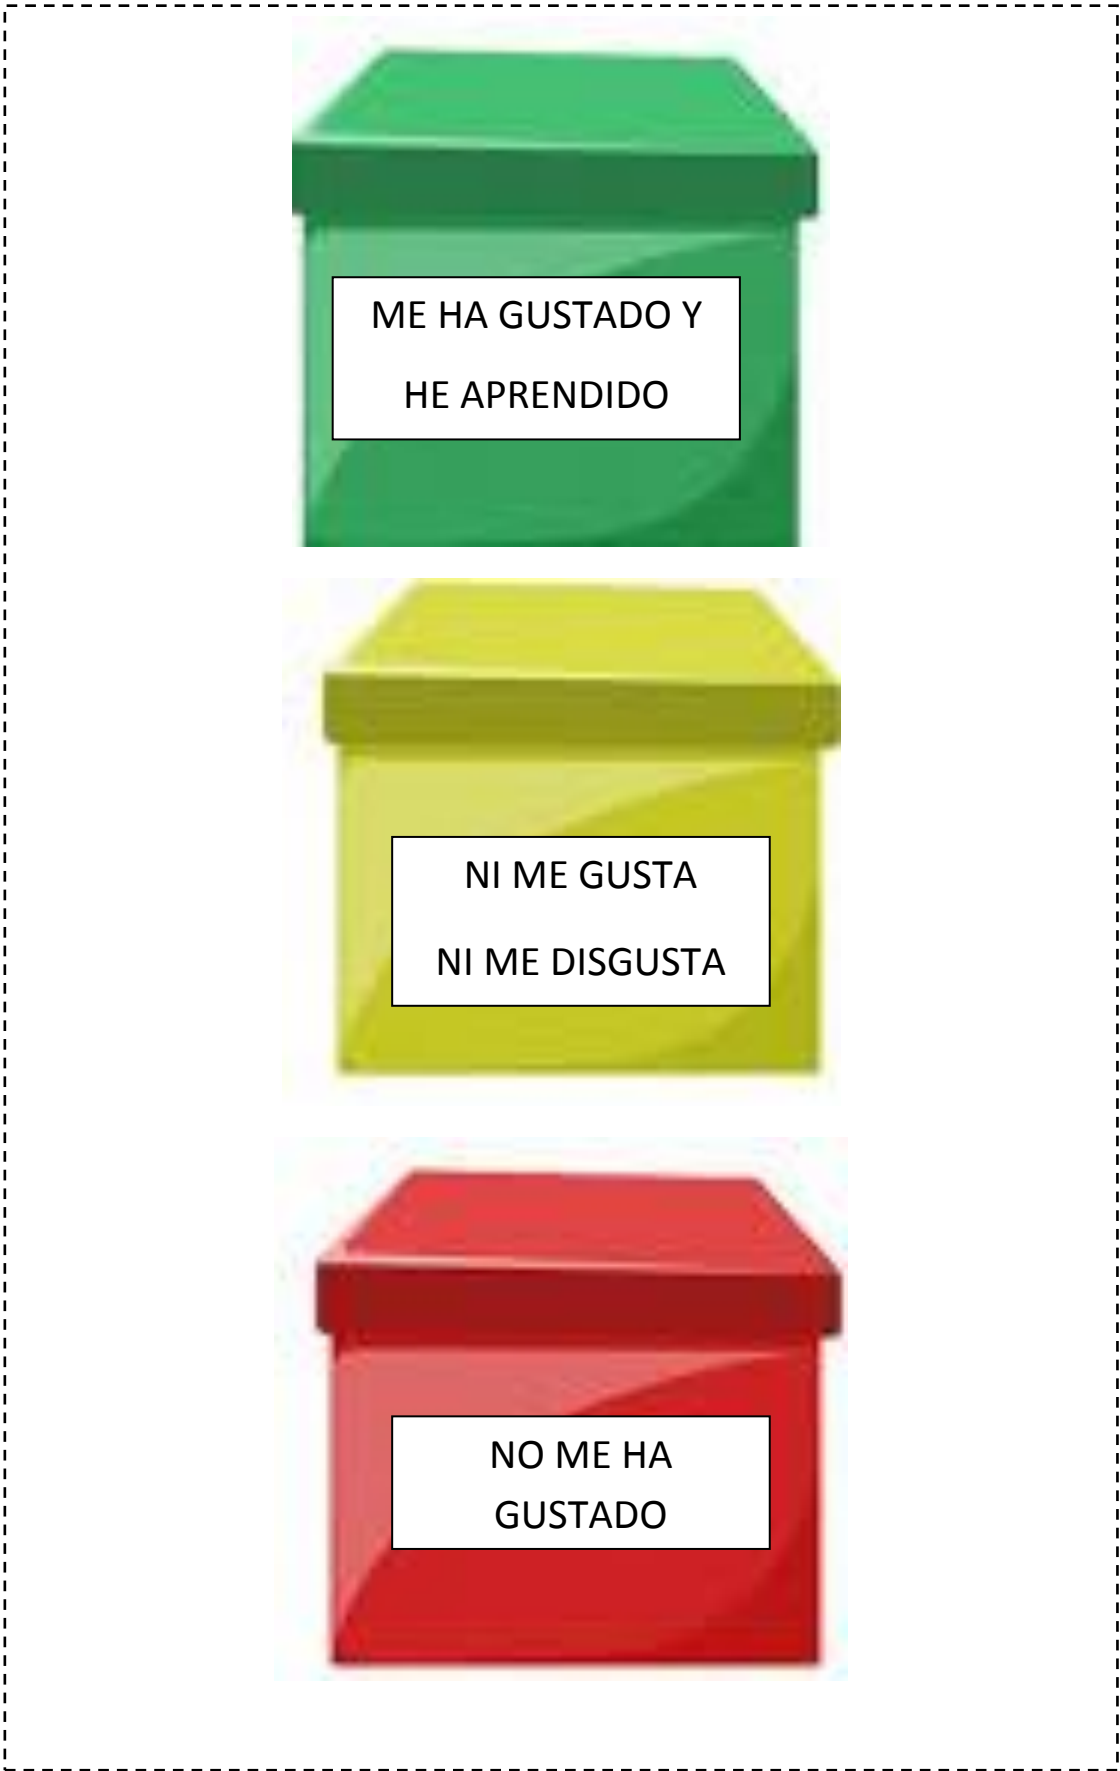 ME HA GUSTADO Y
HE APRENDIDO
NI ME GUSTA
NI ME DISGUSTA
NO ME HA
GUSTADO